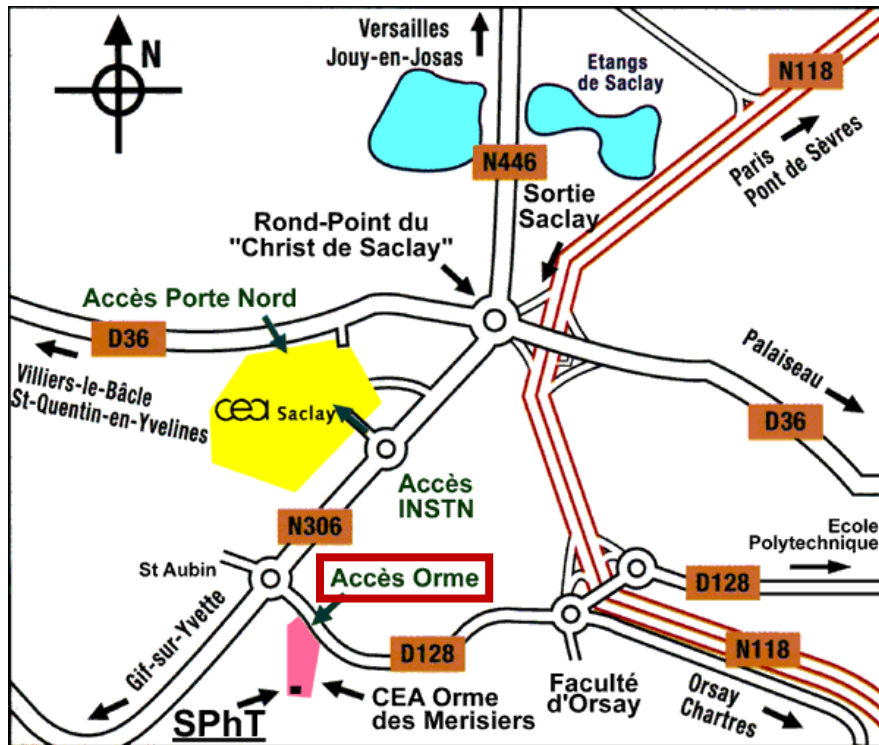 N
Versailles
Jouy-en-Josas
Etangs
de Saclay
N118
N446
Paris
Pont de Sèvres
Sortie
Saclay
Rond-Point du
"Christ de Saclay"
Accès Porte Nord
D36
Villiers-le-Bâcle
St-Quentin-en-Yvelines
Palaiseau
D36
cea Saclay
Accès
INSTN
N306
Ecole
Polytechnique
St Aubin
Accès Orme
D128
Gif-sur-Yvette
D128
N118
CEA Orme
des Merisiers
Faculté
d'Orsay
Orsay
Chartres
SPhT